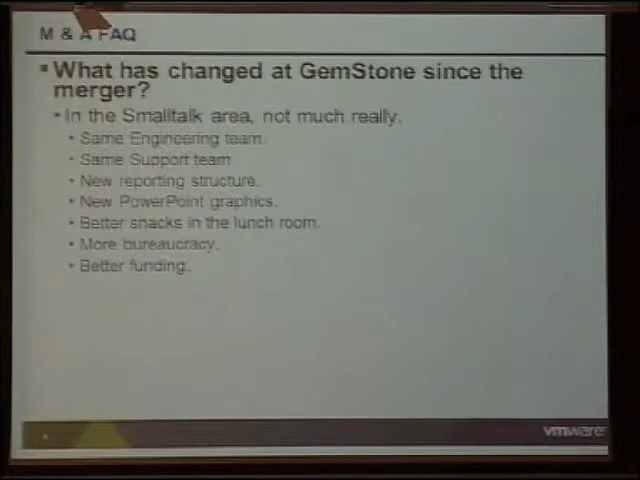 M & A FAQ
▪ What has changed at GemStone since the
merger?
• In the Smalltalk area, not much really.
• Same Engineering team.
• Same Support team
• New reporting structure.
• New PowerPoint graphics.
• Better snacks in the lunch room.
• More bureaucracy.
• Better funding.
vmware